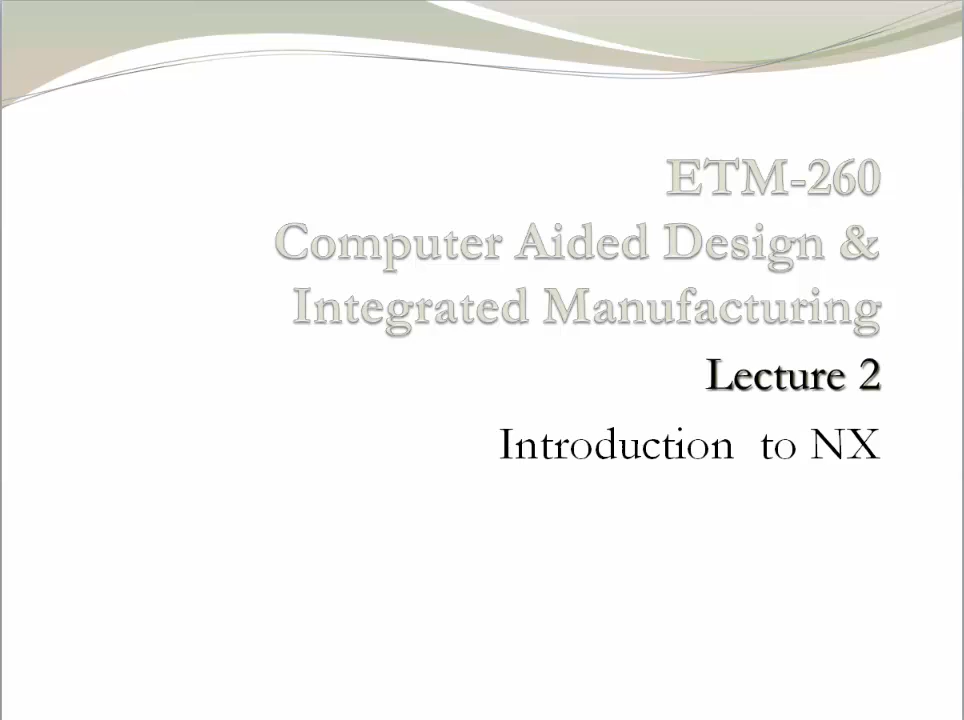 ETM-260
Computer Aided Design &
Integrated Manufacturing
Lecture 2
Introduction to NX